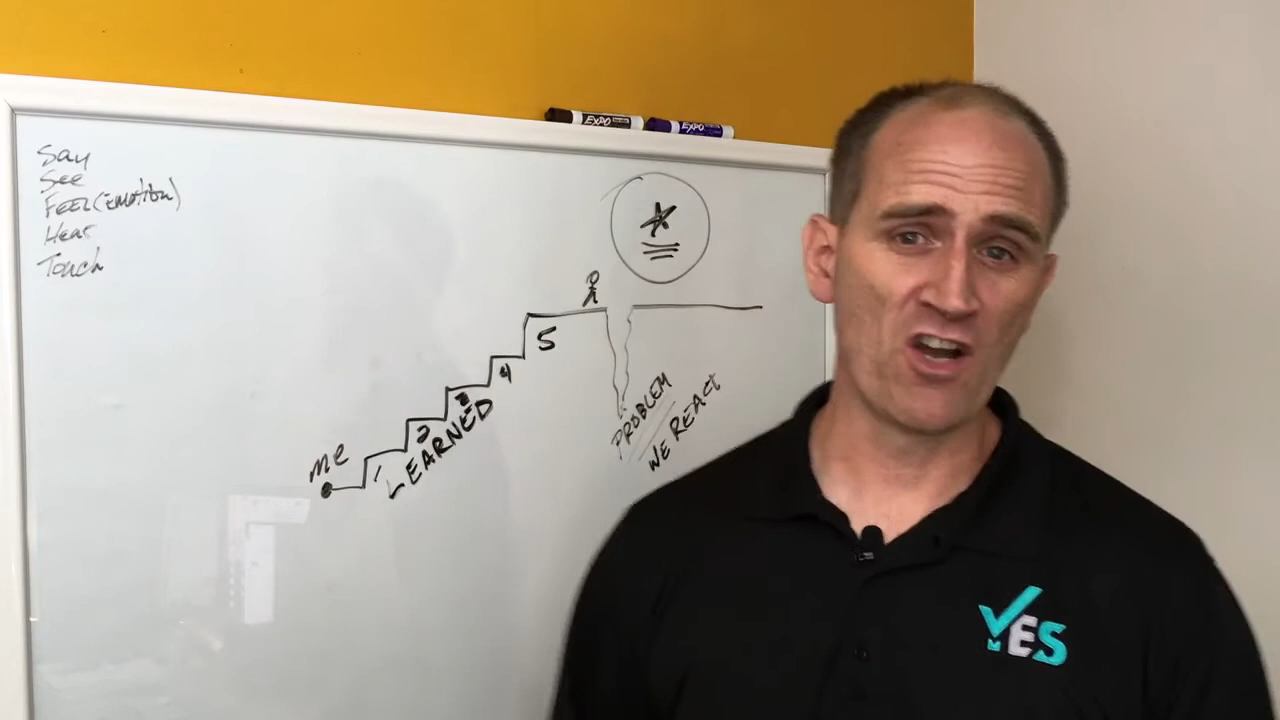 Say
See
FEEL (EMOTION)
Hear
Touch
EXPO
EXPO
me
1
2
3
4
5
LEARNED
PROBLEM
WE REACT
YES